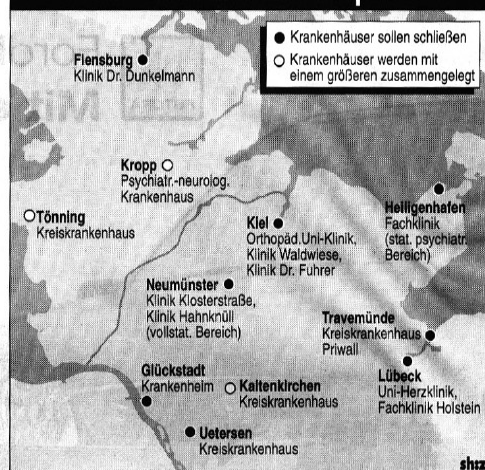 Krankenhäuser sollen schließen
Krankenhäuser werden mit
einem größeren zusammengelegt
Flensburg
Klinik Dr. Dunkelmann
Kropp
Psychiatr.-neurolog.
Krankenhaus
Tönning
Kreiskrankenhaus
Kiel
Orthopäd.Uni-Klinik,
Klinik Waldwiese,
Klinik Dr. Fuhrer
Heiligenhafen
Fachklinik
(stat. psychiatr.
Bereich)
Neumünster
Klinik Klosterstraße,
Klinik Hahnknüll
(vollstat. Bereich)
Travemünde
Kreiskrankenhaus
Priwall
Glückstadt
Krankenheim
Kaltenkirchen
Kreiskrankenhaus
Lübeck
Uni-Herzklinik,
Fachklinik Holstein
Uetersen
Kreiskrankenhaus
sh:z